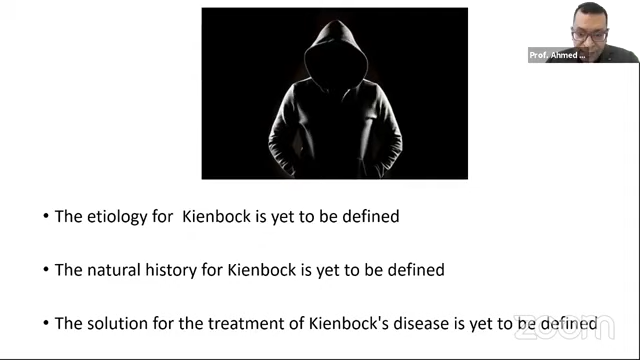 Prof. Ahmed
• The etiology for Kienbock is yet to be defined
• The natural history for Kienbock is yet to be defined
• The solution for the treatment of Kienbock's disease is yet to be defined
zoom